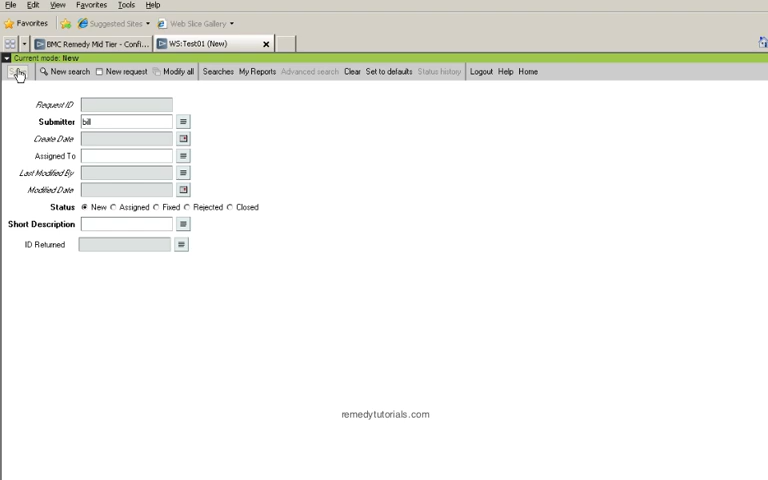 File Edit View Favorites Tools Help
Favorites Suggested Sites Web Slice Gallery
BMC Remedy Mid Tier - Confi... WS:Test01 (New)
Current mode: New
New search New request Modify all Searches My Reports Advanced search Clear Set to defaults Status history Logout Help Home
Request ID
Submitter bill
Create Date
Assigned To
Last Modified By
Modified Date
Status New Assigned Fixed Rejected Closed
Short Description
ID Returned
remedytutorials.com